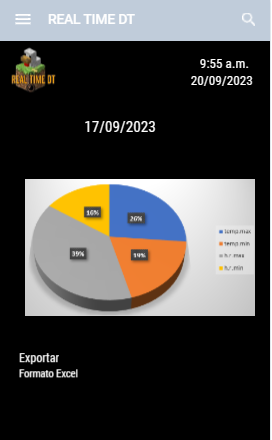 REAL TIME DT
9:55 a.m.
REAL TIME DT
20/09/2023
17/09/2023
16%
26%
39%
19%
temp.max
temp.min
h.r.max
h.r.min
Exportar
Formato Excel